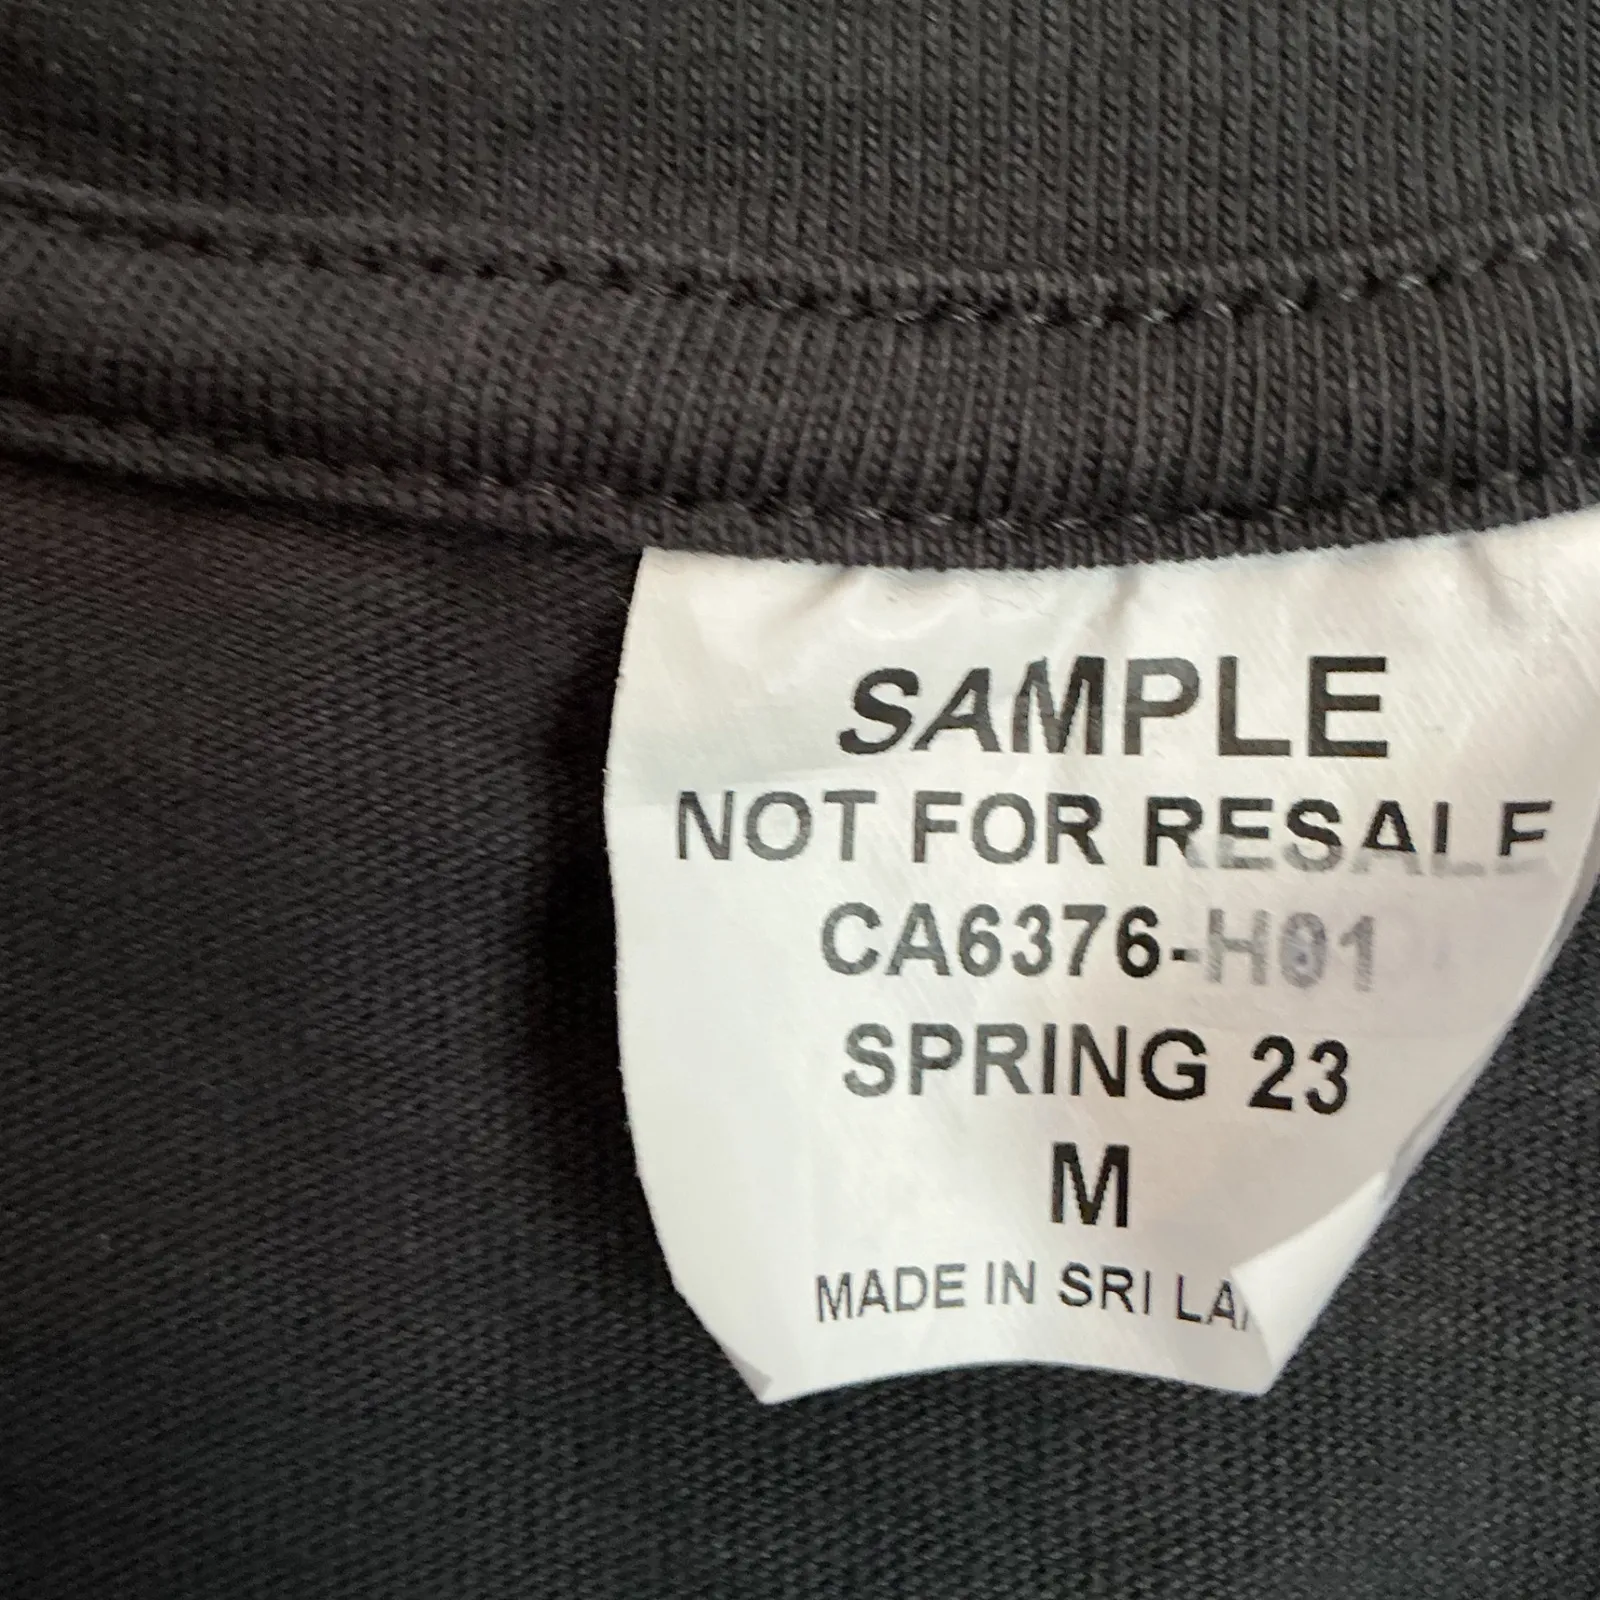 SAMPLE
NOT FOR RESALE
CA6376-H01
SPRING 23
M
MADE IN SRI